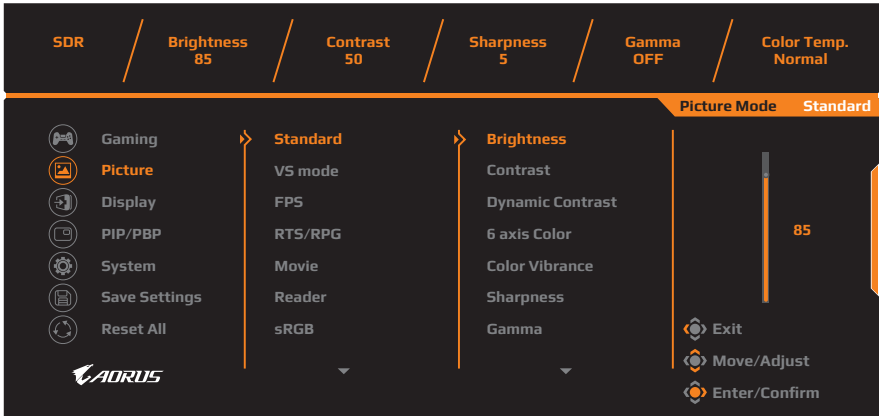 SDR Brightness Contrast Sharpness Gamma Color Temp.
85 50 5 OFF Normal
Picture Mode Standard
Gaming Standard Brightness
Picture VS mode Contrast
Display FPS Dynamic Contrast
PIP/PBP RTS/RPG 6 axis Color 85
System Movie Color Vibrance
Save Settings Reader Sharpness
Reset All sRGB Gamma Exit
Move/Adjust
AORUS
Enter/Confirm